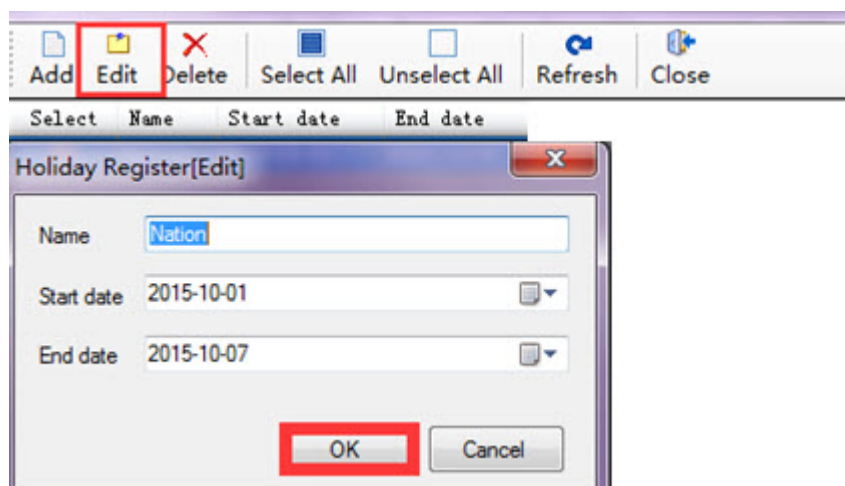 Add Edit Delete Select All Unselect All Refresh Close
Select Name Start date End date
Holiday Register[Edit]
Name Nation
Start date 2015-10-01
End date 2015-10-07
OK Cancel